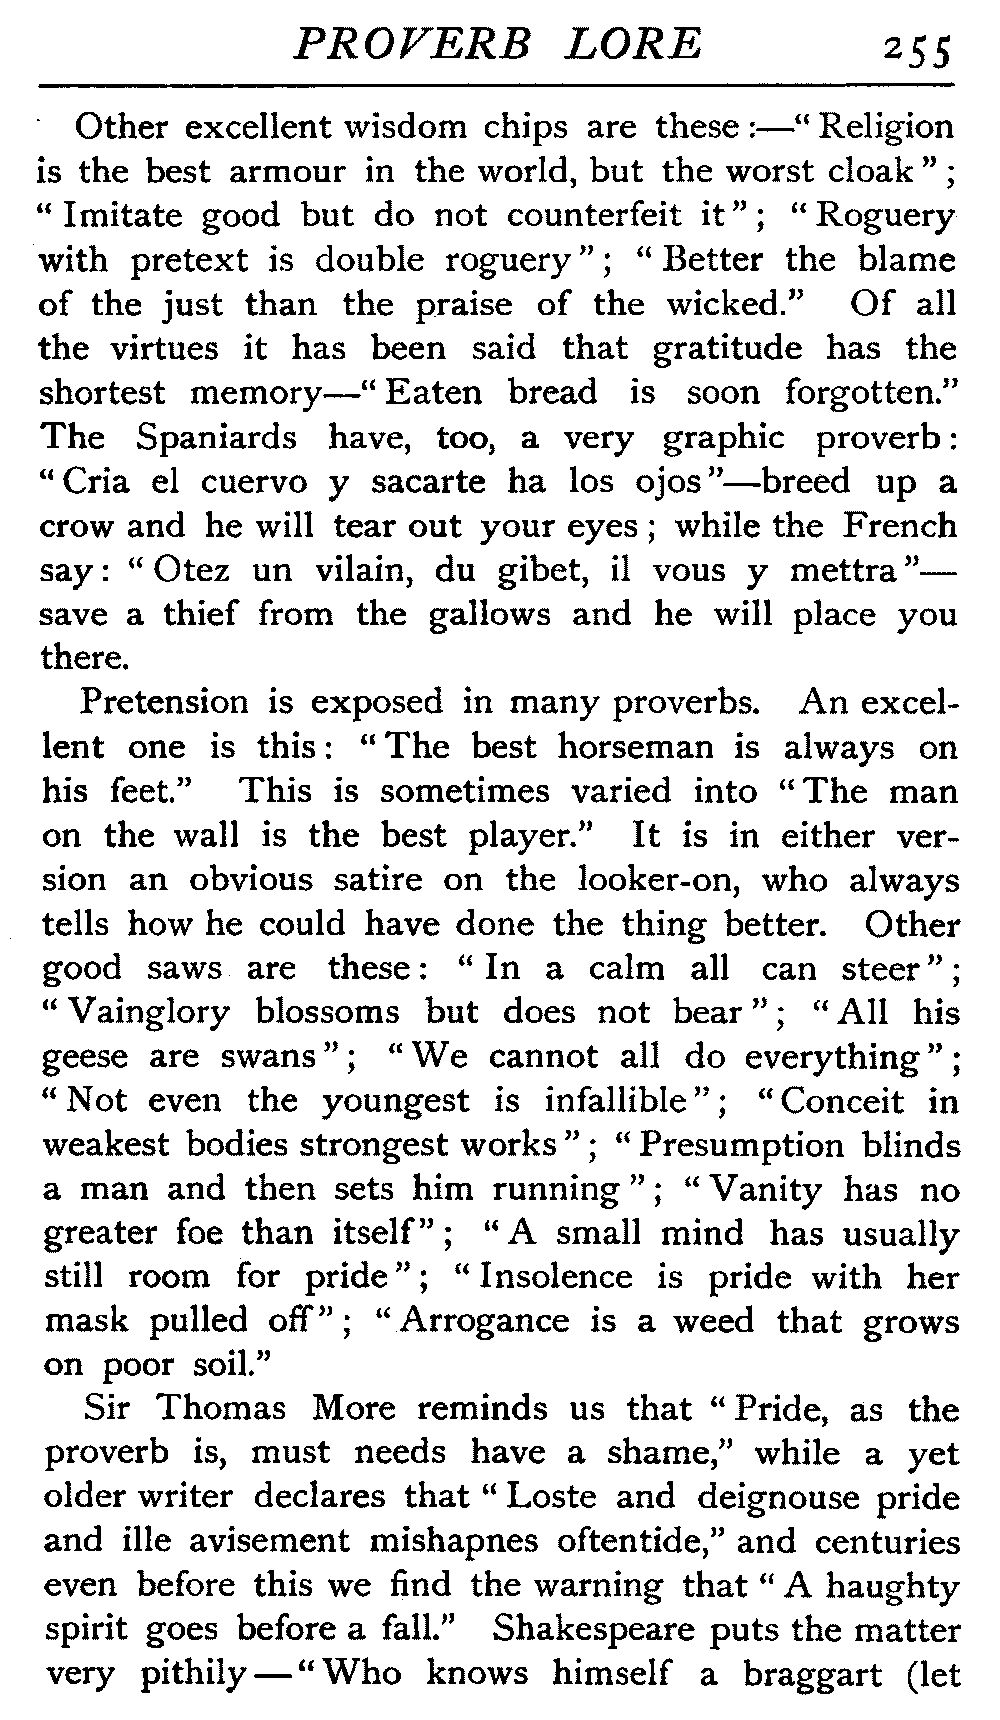 PROVERB LORE 255
Other excellent wisdom chips are these:—“Religion
is the best armour in the world, but the worst cloak”;
“Imitate good but do not counterfeit it”; “Roguery
with pretext is double roguery”; “Better the blame
of the just than the praise of the wicked.” Of all
the virtues it has been said that gratitude has the
shortest memory—“Eaten bread is soon forgotten.”
The Spaniards have, too, a very graphic proverb:
“Cria el cuervo y sacarte ha los ojos”—breed up a
crow and he will tear out your eyes; while the French
say: “Otez un vilain, du gibet, il vous y mettra”—
save a thief from the gallows and he will place you
there.
Pretension is exposed in many proverbs. An excel-
lent one is this: “The best horseman is always on
his feet.” This is sometimes varied into “The man
on the wall is the best player.” It is in either ver-
sion an obvious satire on the looker-on, who always
tells how he could have done the thing better. Other
good saws are these: “In a calm all can steer”;
“Vainglory blossoms but does not bear”; “All his
geese are swans”; “We cannot all do everything”;
“Not even the youngest is infallible”; “Conceit in
weakest bodies strongest works”; “Presumption blinds
a man and then sets him running”; “Vanity has no
greater foe than itself”; “A small mind has usually
still room for pride”; “Insolence is pride with her
mask pulled off”; “Arrogance is a weed that grows
on poor soil.”
Sir Thomas More reminds us that “Pride, as the
proverb is, must needs have a shame,” while a yet
older writer declares that “Loste and deignouse pride
and ille avisement mishapnes oftentide,” and centuries
even before this we find the warning that “A haughty
spirit goes before a fall.” Shakespeare puts the matter
very pithily—“Who knows himself a braggart (let